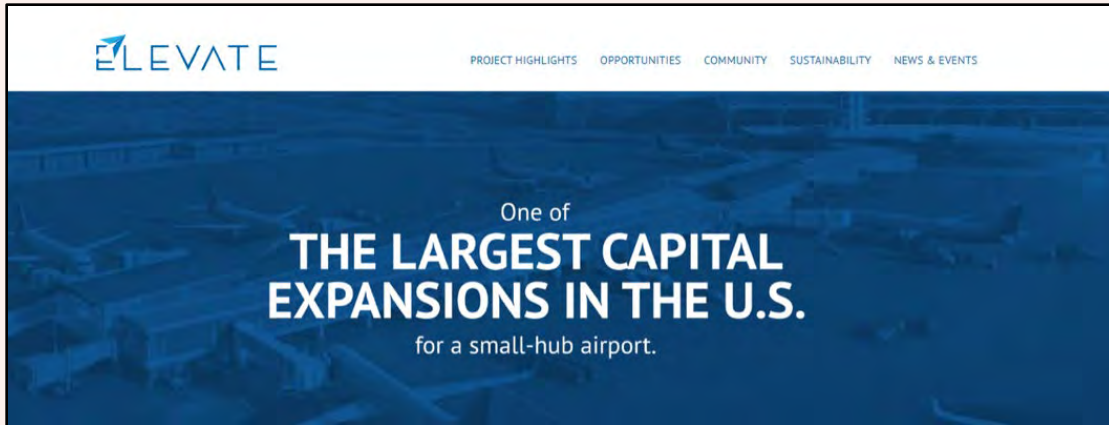 ELEVATE
PROJECT HIGHLIGHTS OPPORTUNITIES COMMUNITY SUSTAINABILITY NEWS & EVENTS
One of
THE LARGEST CAPITAL
EXPANSIONS IN THE U.S.
for a small-hub airport.